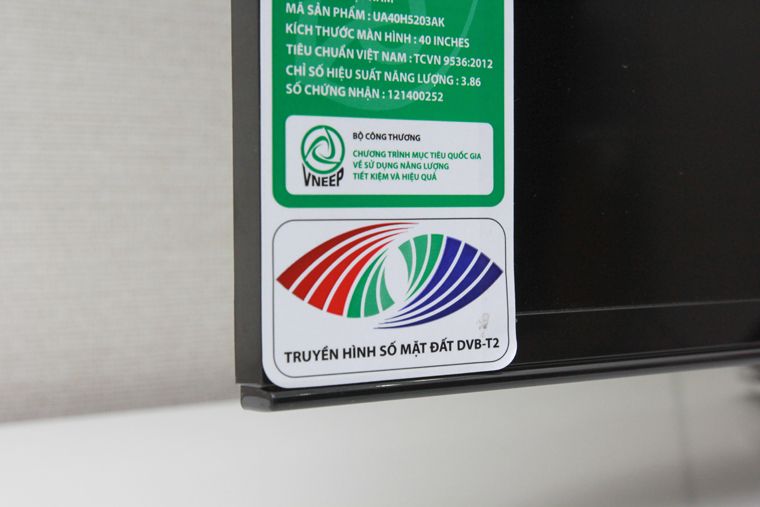 NAM
MÃ SẢN PHẨM : UA40H5203AK
KÍCH THƯỚC MÀN HÌNH : 40 INCHES
TIÊU CHUẨN VIỆT NAM : TCVN 9536:2012
CHỈ SỐ HIỆU SUẤT NĂNG LƯỢNG : 3.86
SỐ CHỨNG NHẬN : 121400252
BỘ CÔNG THƯƠNG
CHƯƠNG TRÌNH MỤC TIÊU QUỐC GIA
VỀ SỬ DỤNG NĂNG LƯỢNG
TIẾT KIỆM VÀ HIỆU QUẢ
VNEEP
TRUYỀN HÌNH SỐ MẶT ĐẤT DVB-T2